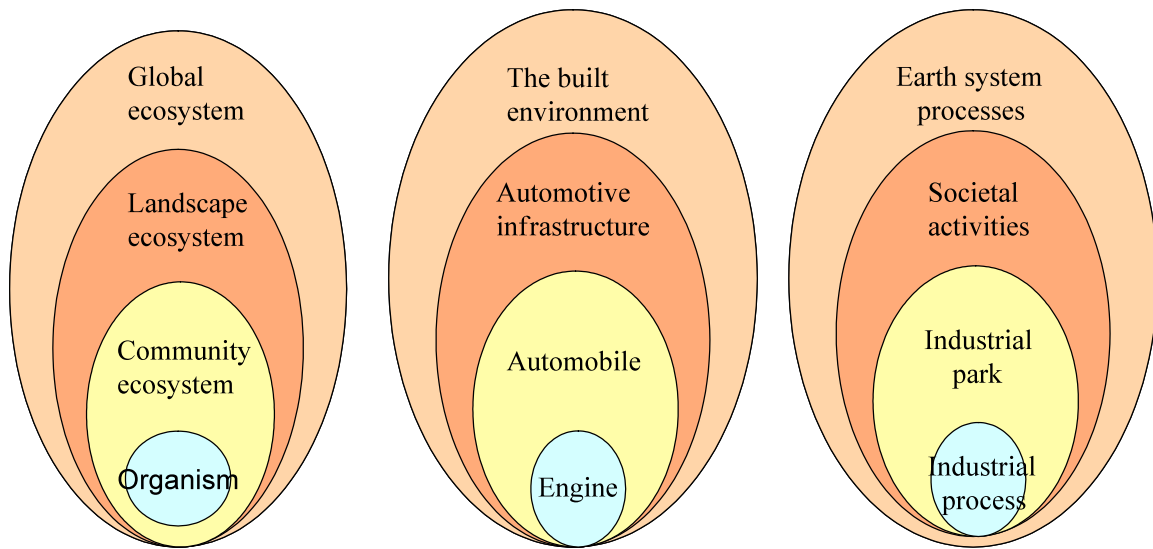 Global
ecosystem
Landscape
ecosystem
Community
ecosystem
Organism
The built
environment
Automotive
infrastructure
Automobile
Engine
Earth system
processes
Societal
activities
Industrial
park
Industrial
process